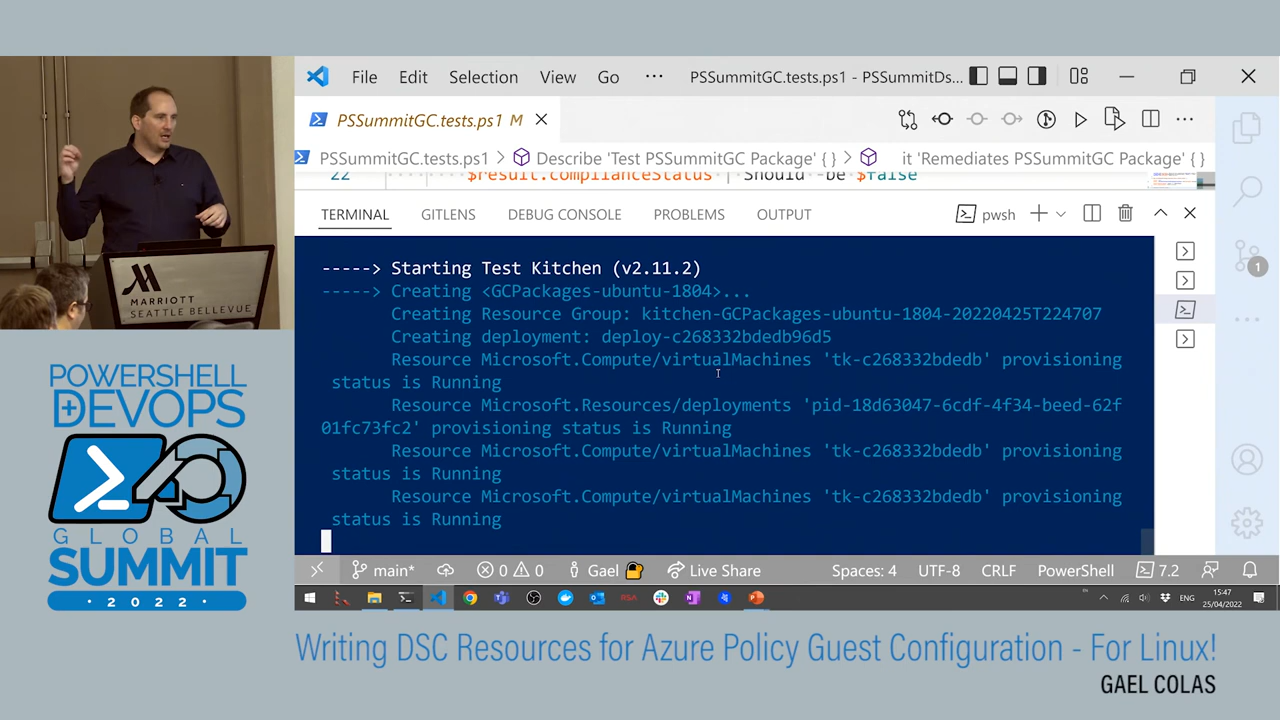 File Edit Selection View Go ··· PSSummitGC.tests.ps1 - PSSummitDs...
PSSummitGC.tests.ps1 M
PSSummitGC.tests.ps1 > Describe 'Test PSSummitGC Package' { } > it 'Remediates PSSummitGC Package' { }
22 $result.complianceStatus | Should -be $false
TERMINAL GITLENS DEBUG CONSOLE PROBLEMS OUTPUT pwsh
-----> Starting Test Kitchen (v2.11.2)
-----> Creating <GCPackages-ubuntu-1804>...
Creating Resource Group: kitchen-GCPackages-ubuntu-1804-20220425T224707
Creating deployment: deploy-c268332bdedb96d5
Resource Microsoft.Compute/virtualMachines 'tk-c268332bdedb' provisioning
status is Running
Resource Microsoft.Resources/deployments 'pid-18d63047-6cdf-4f34-beed-62f
01fc73fc2' provisioning status is Running
Resource Microsoft.Compute/virtualMachines 'tk-c268332bdedb' provisioning
status is Running
Resource Microsoft.Compute/virtualMachines 'tk-c268332bdedb' provisioning
status is Running
1
main* 0 0 Gael Live Share Spaces: 4 UTF-8 CRLF PowerShell 7.2
ENG
15:47
25/04/2022
MARRIOTT
SEATTLE BELLEVUE
POWERSHELL
+DEVOPS
GLOBAL
SUMMIT
· 2022 ·
Writing DSC Resources for Azure Policy Guest Configuration - For Linux!
GAEL COLAS